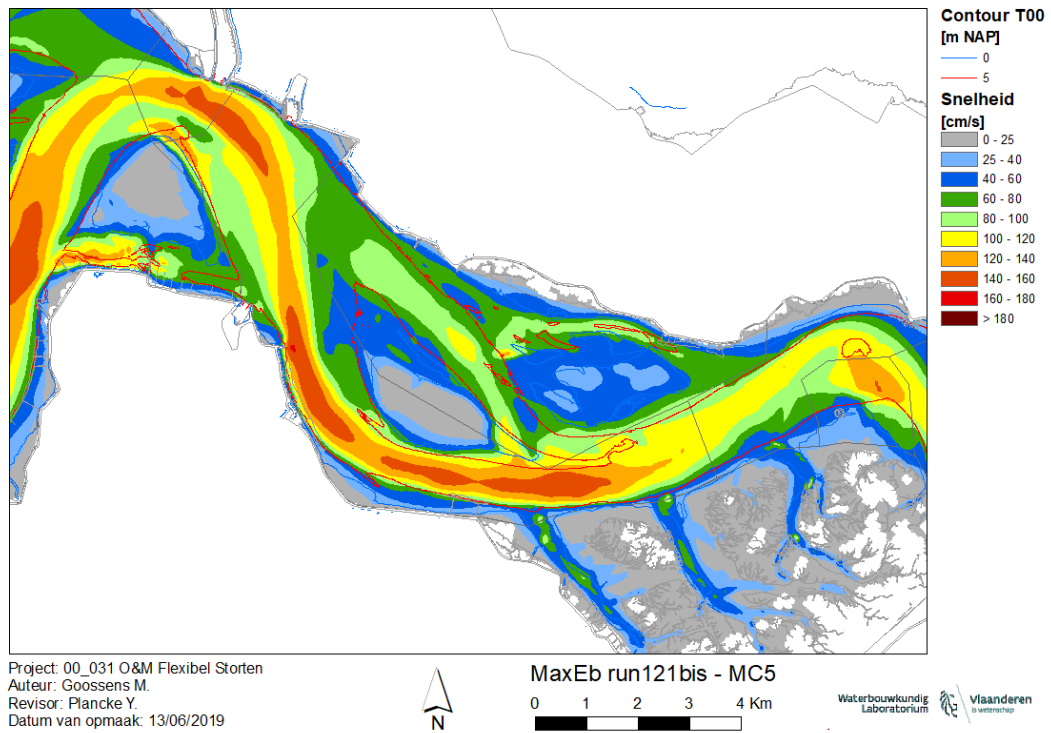 Contour T00
[m NAP]
0
5
Snelheid
[cm/s]
0 - 25
25 - 40
40 - 60
60 - 80
80 - 100
100 - 120
120 - 140
140 - 160
160 - 180
> 180
Project: 00_031 O&M Flexibel Storten
Auteur: Goossens M.
Revisor: Plancke Y.
Datum van opmaak: 13/06/2019
N
MaxEb run121bis - MC5
0 1 2 3 4 Km
Waterbouwkundig
Laboratorium
Vlaanderen
is wetenschap